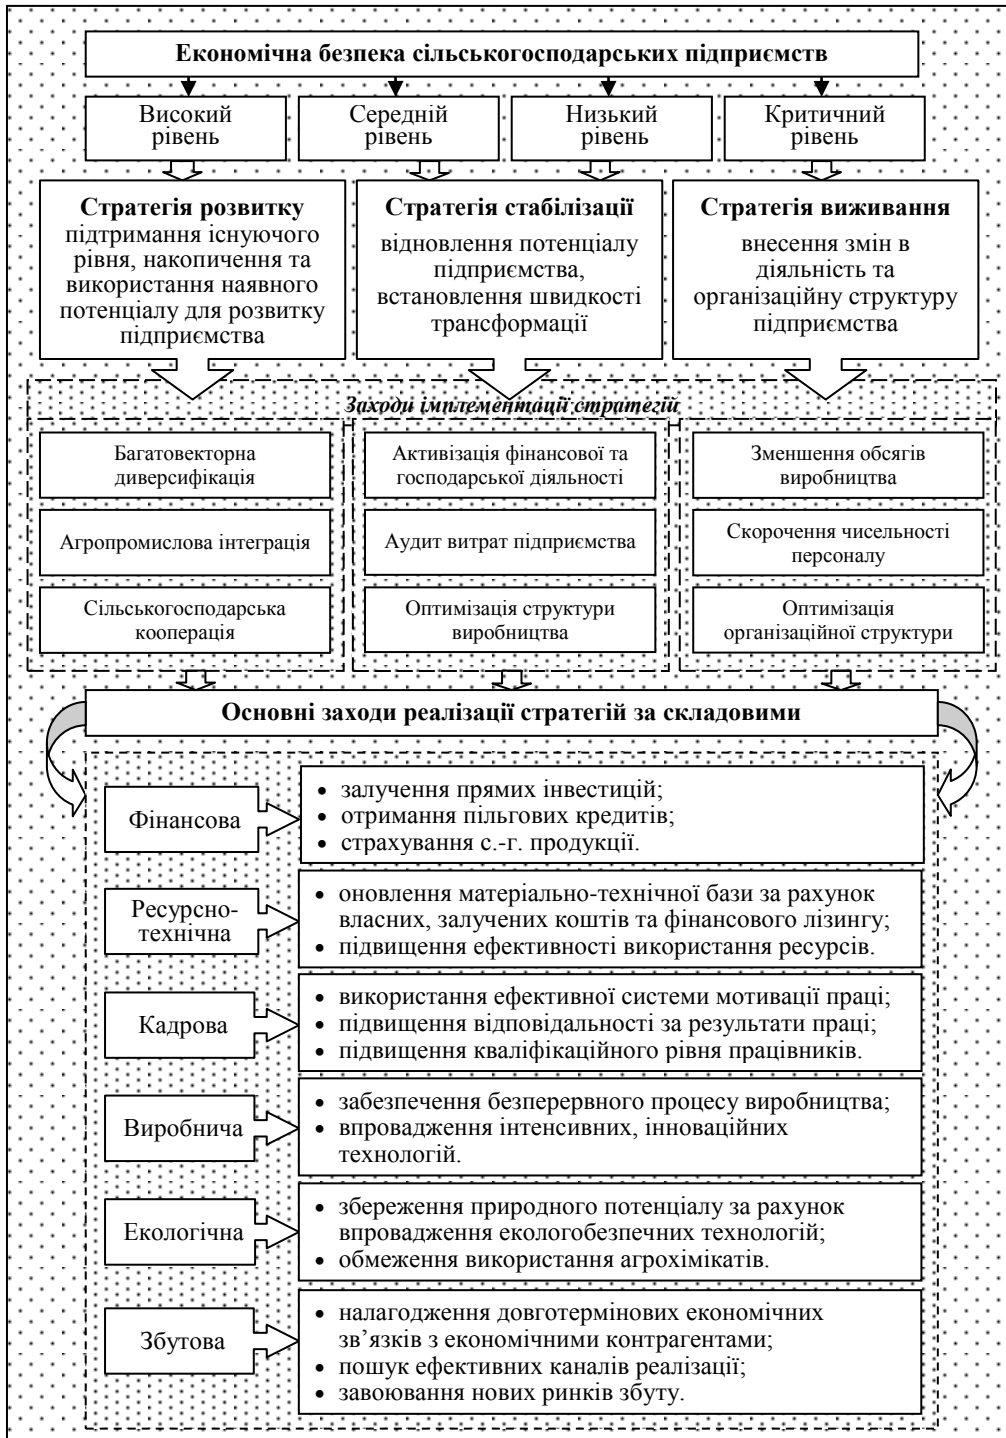 Економічна безпека сільськогосподарських підприємств
Високий
рівень
Середній
рівень
Низький
рівень
Критичний
рівень
Стратегія розвитку
підтримання існуючого
рівня, накопичення та
використання наявного
потенціалу для розвитку
підприємства
Стратегія стабілізації
відновлення потенціалу
підприємства,
встановлення швидкості
трансформації
Стратегія виживання
внесення змін в
діяльність та
організаційну структуру
підприємства
Заходи імплементації стратегій
Багатовекторна
диверсифікація
Агропромислова інтеграція
Сільськогосподарська
кооперація
Активізація фінансової та
господарської діяльності
Аудит витрат підприємства
Оптимізація структури
виробництва
Зменшення обсягів
виробництва
Скорочення чисельності
персоналу
Оптимізація
організаційної структури
Основні заходи реалізації стратегій за складовими
Фінансова
• залучення прямих інвестицій;
• отримання пільгових кредитів;
• страхування с.-г. продукції.
Ресурсно-
технічна
• оновлення матеріально-технічної бази за рахунок
власних, залучених коштів та фінансового лізингу;
• підвищення ефективності використання ресурсів.
Кадрова
• використання ефективної системи мотивації праці;
• підвищення відповідальності за результати праці;
• підвищення кваліфікаційного рівня працівників.
Виробнича
• забезпечення безперервного процесу виробництва;
• впровадження інтенсивних, інноваційних
технологій.
Екологічна
• збереження природного потенціалу за рахунок
впровадження екологобезпечних технологій;
• обмеження використання агрохімікатів.
Збутова
• налагодження довготермінових економічних
зв’язків з економічними контрагентами;
• пошук ефективних каналів реалізації;
• завоювання нових ринків збуту.